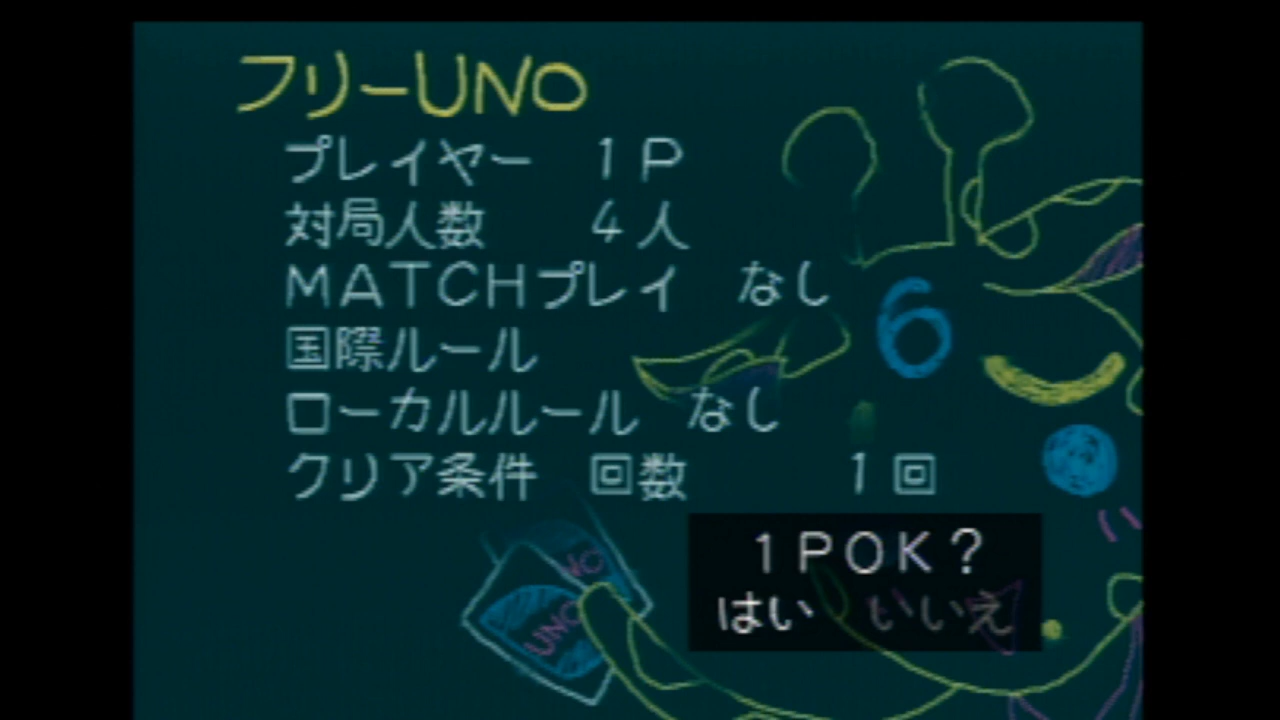 フリーUNO
プレイヤー 1P
対局人数 4人
MATCHプレイ なし
国際ルール
ローカルルール なし
クリア条件 回数 1回
6
1POK?
はい いいえ
NO
UNO